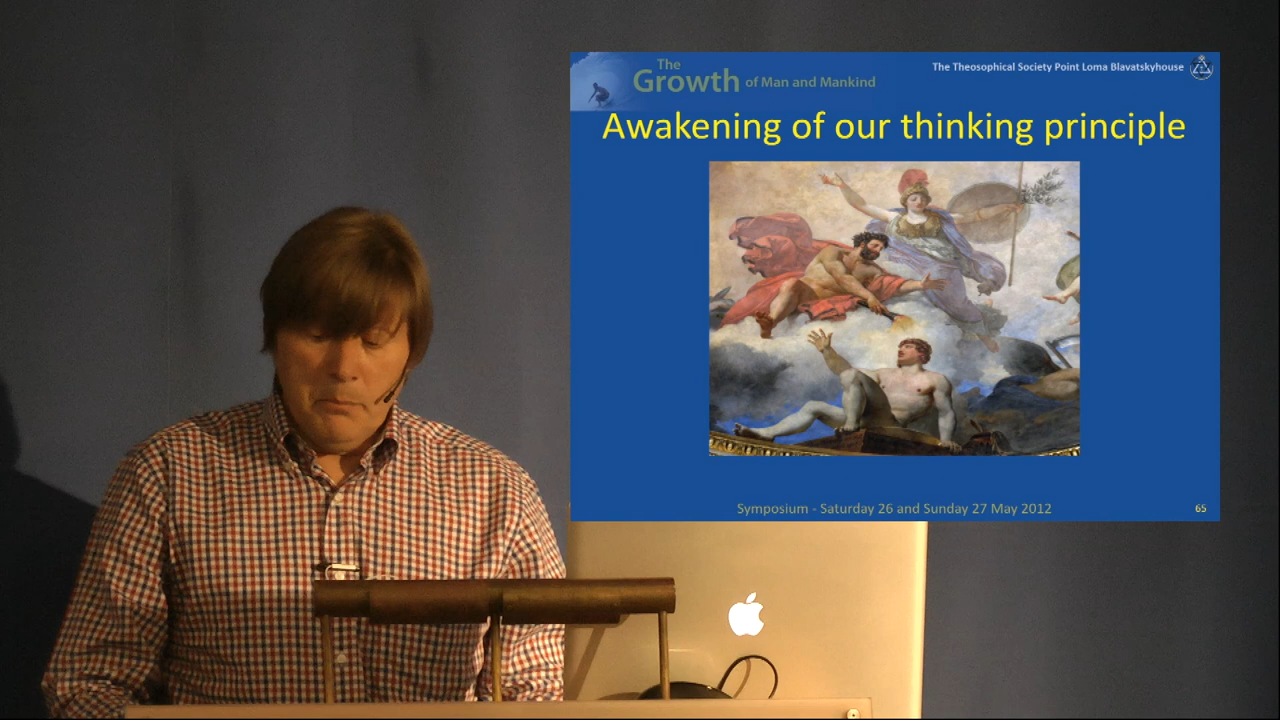 The
Growth of Man and Mankind
The Theosophical Society Point Loma Blavatskyhouse
Awakening of our thinking principle
Symposium - Saturday 26 and Sunday 27 May 2012
65